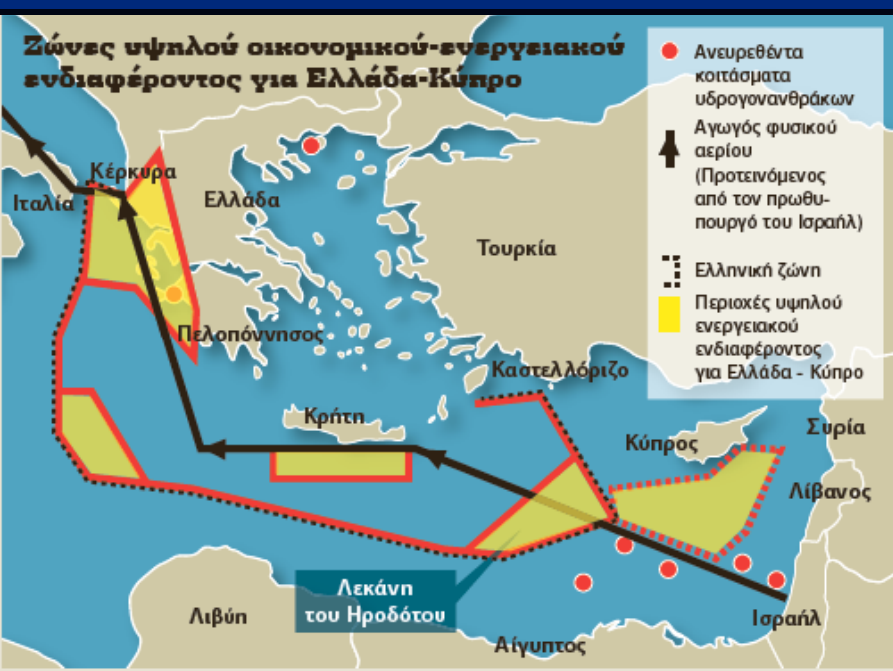 Ζώνες υψηλού οικονομικού-ενεργειακού
ενδιαφέροντος για Ελλάδα-Κύπρο
Ανευρεθέντα
κοιτάσματα
υδρογονανθράκων
Αγωγός φυσικού
αερίου
(Προτεινόμενος
από τον πρωθυ-
πουργό του Ισραήλ)
Ελληνική ζώνη
Περιοχές υψηλού
ενεργειακού
ενδιαφέροντος
για Ελλάδα - Κύπρο
Κέρκυρα
Ιταλία
Ελλάδα
Τουρκία
Πελοπόννησος
Καστελλόριζο
Κρήτη
Κύπρος
Συρία
Λίβανος
Λεκάνη
του Ηροδότου
Λιβύη
Ισραήλ
Αίγυπτος